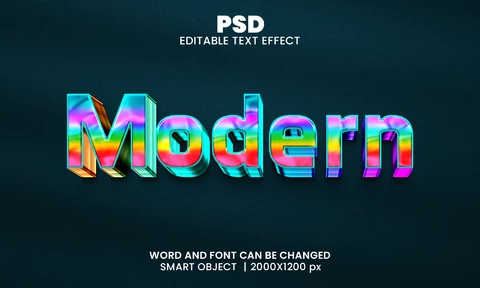 PSD
EDITABLE TEXT EFFECT
Modern
WORD AND FONT CAN BE CHANGED
SMART OBJECT | 2000X1200 px